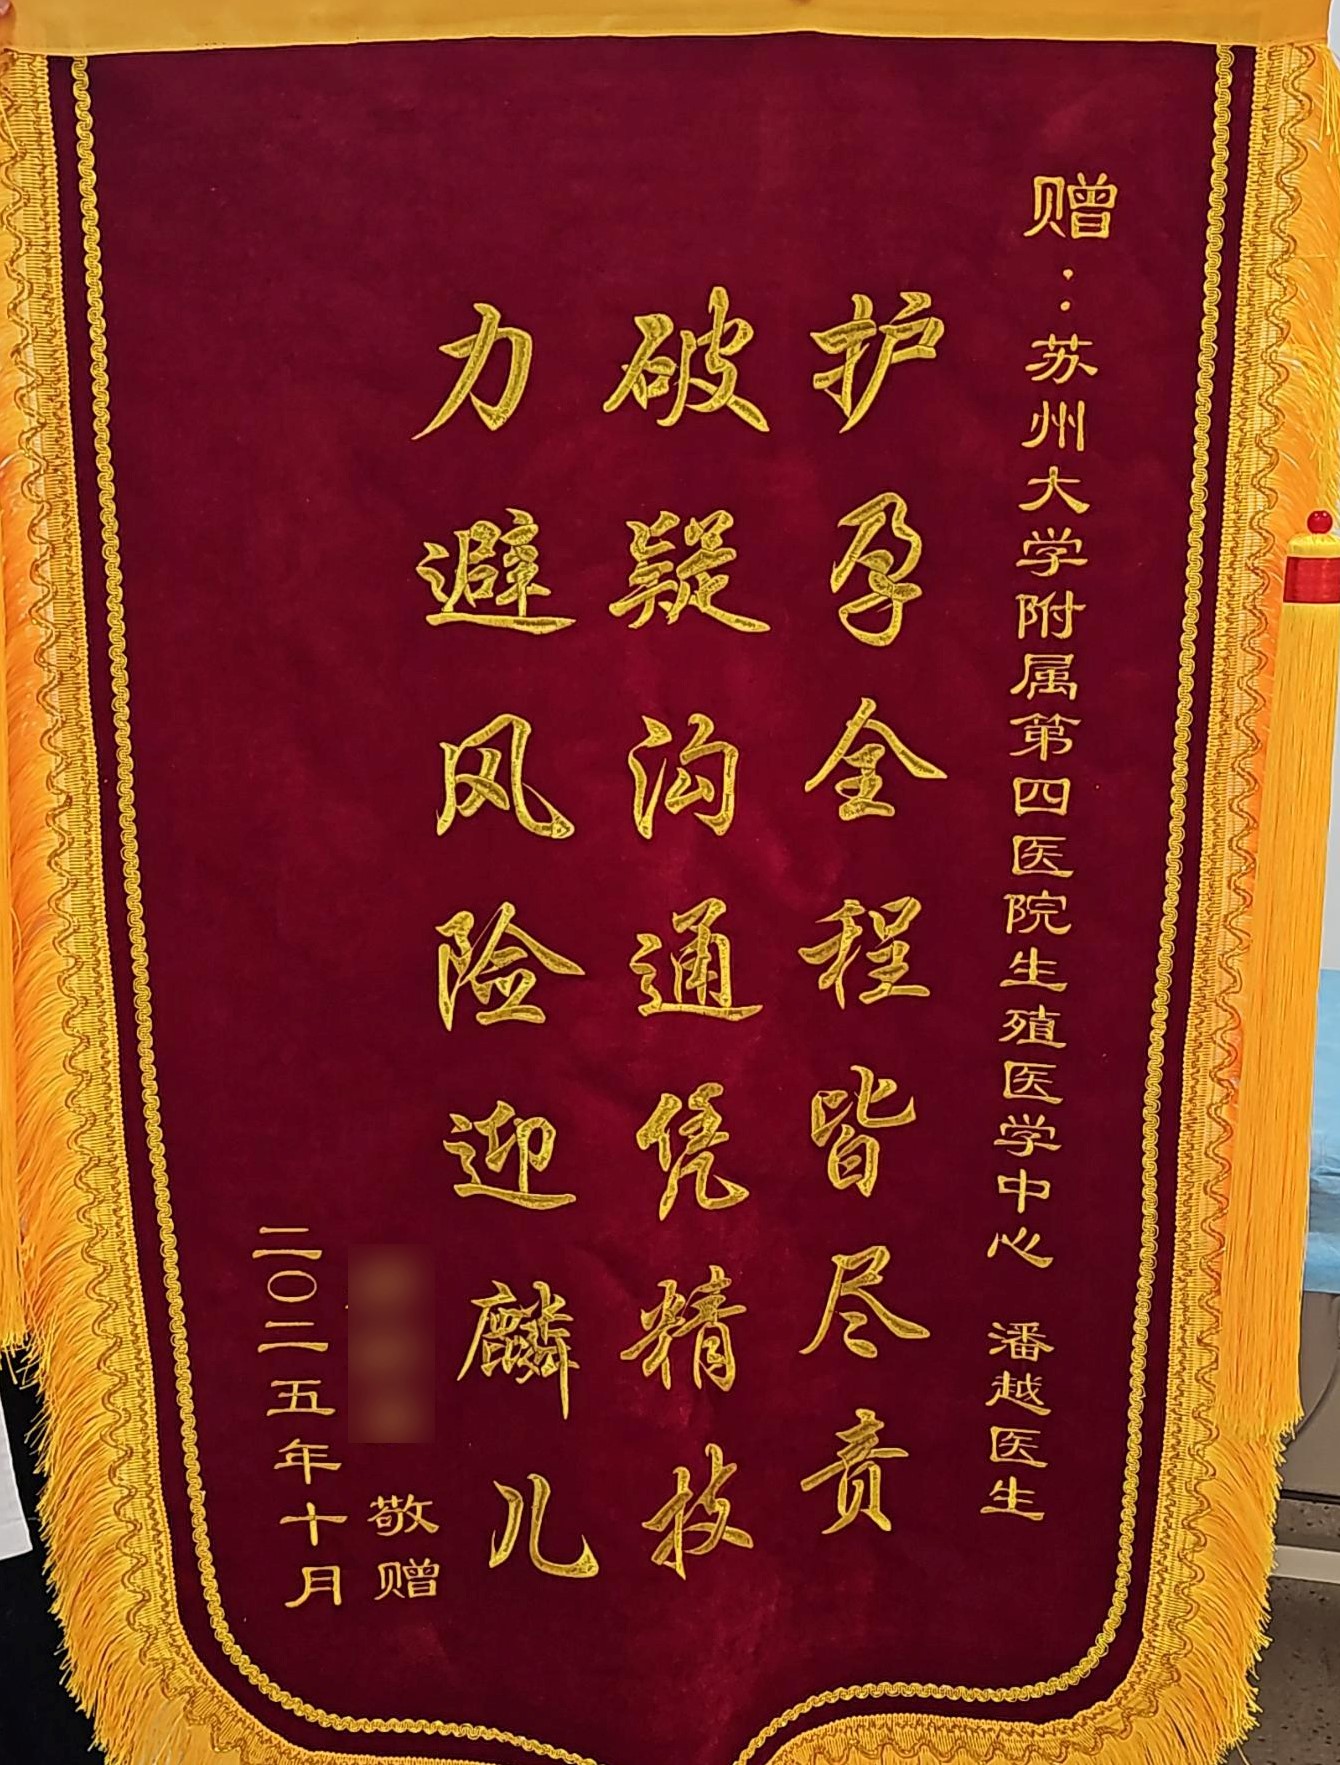 赠：苏州大学附属第四医院生殖医学中心 潘越医生
护孕全程皆尽责
破疑沟通凭精技
力避风险迎麟儿
敬赠
二〇二五年十月